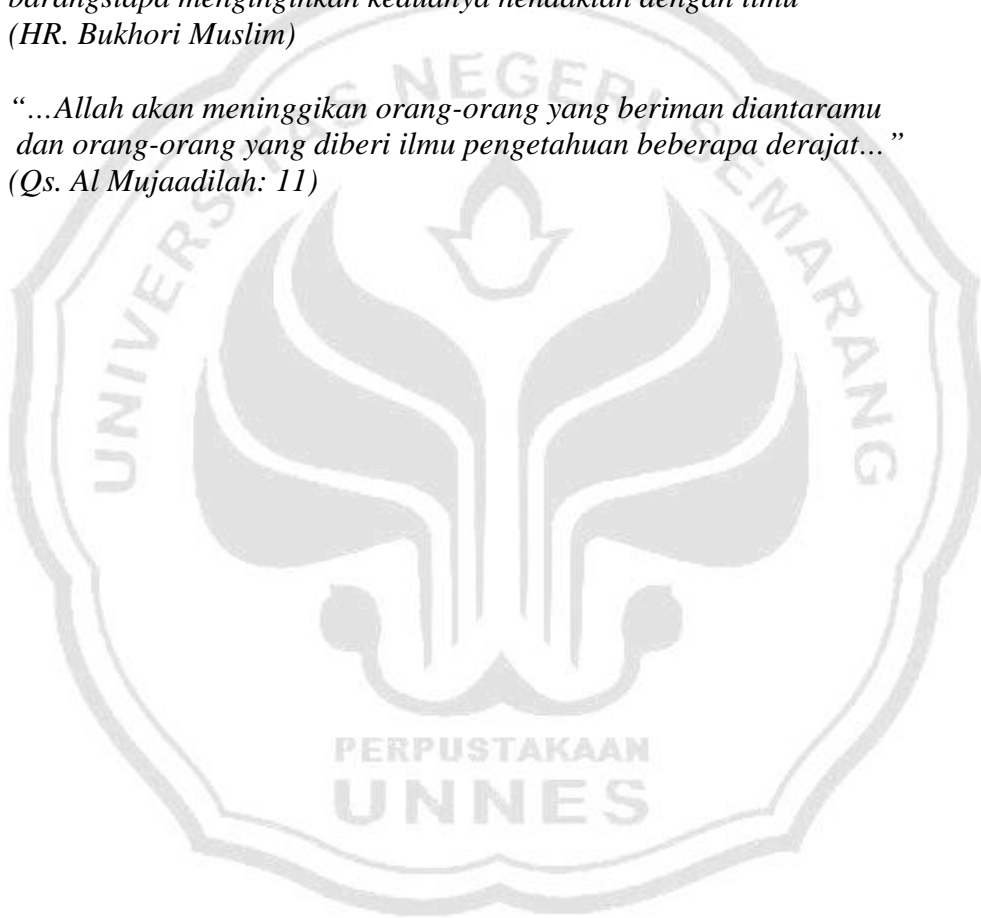 barangsiapa menginginkan keduanya hendaklah dengan ilmu"
(HR. Bukhori Muslim)
"…Allah akan meninggikan orang-orang yang beriman diantaramu
dan orang-orang yang diberi ilmu pengetahuan beberapa derajat…"
(Qs. Al Mujaadilah: 11)
UNIVERSITAS NEGERI SEMARANG
PERPUSTAKAAN
UNNES